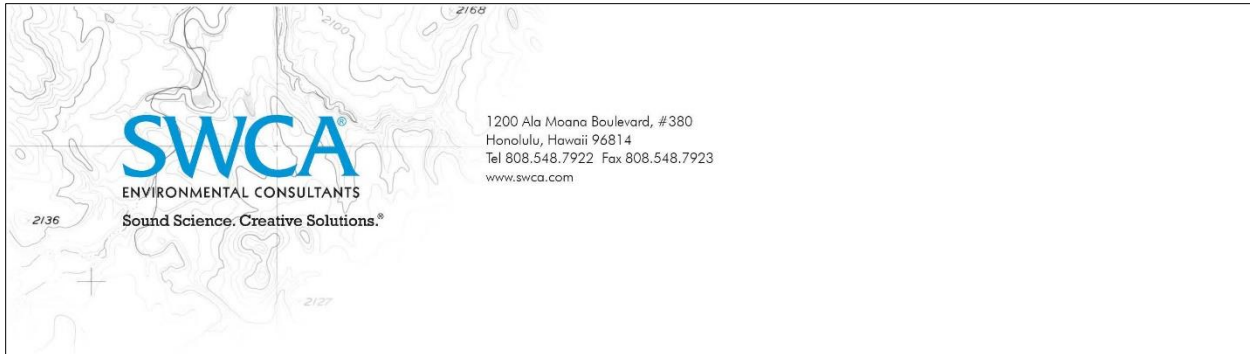 2168
2100
SWCA®
ENVIRONMENTAL CONSULTANTS
Sound Science. Creative Solutions.®
2136
2127
1200 Ala Moana Boulevard, #380
Honolulu, Hawaii 96814
Tel 808.548.7922 Fax 808.548.7923
www.swca.com